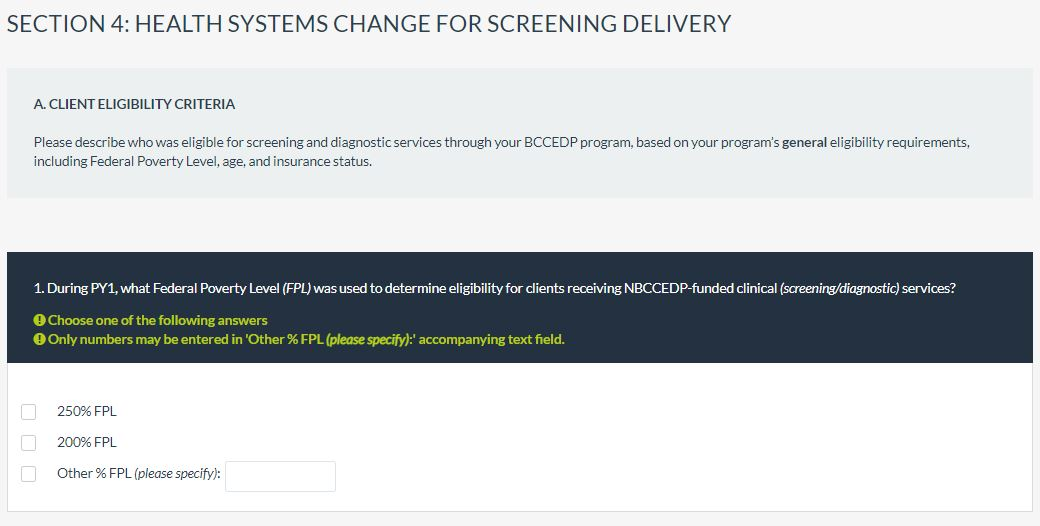 SECTION 4: HEALTH SYSTEMS CHANGE FOR SCREENING DELIVERY
A. CLIENT ELIGIBILITY CRITERIA
Please describe who was eligible for screening and diagnostic services through your BCCEDP program, based on your program's general eligibility requirements,
including Federal Poverty Level, age, and insurance status.
1. During PY1, what Federal Poverty Level (FPL) was used to determine eligibility for clients receiving NBCCEDP-funded clinical (screening/diagnostic) services?
Choose one of the following answers
Only numbers may be entered in 'Other % FPL (please specify):' accompanying text field.
250% FPL
200% FPL
Other % FPL (please specify):